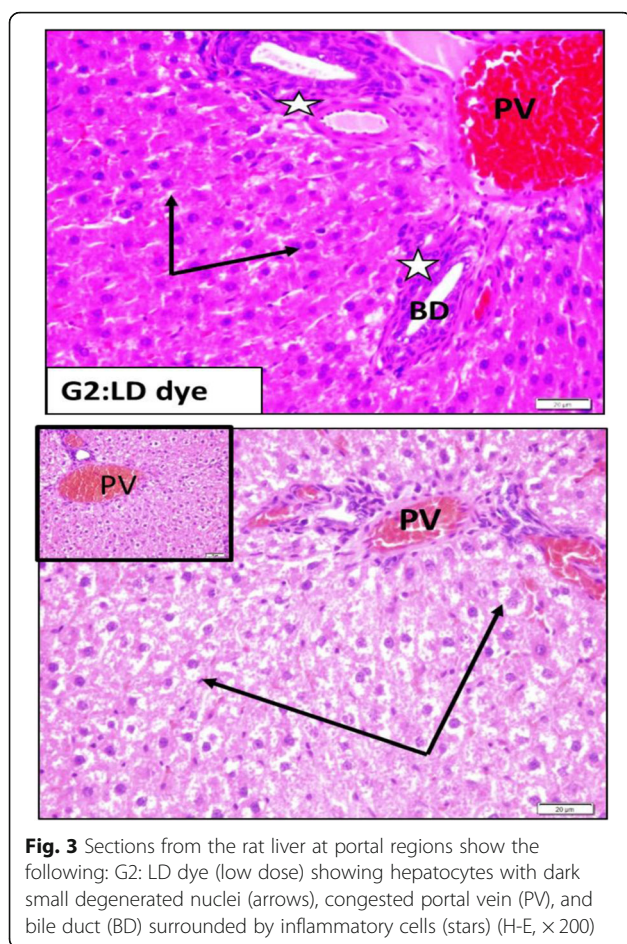 PV
BD
G2:LD dye
20 µm
PV
PV
20 µm
Fig. 3 Sections from the rat liver at portal regions show the
following: G2: LD dye (low dose) showing hepatocytes with dark
small degenerated nuclei (arrows), congested portal vein (PV), and
bile duct (BD) surrounded by inflammatory cells (stars) (H-E, × 200)